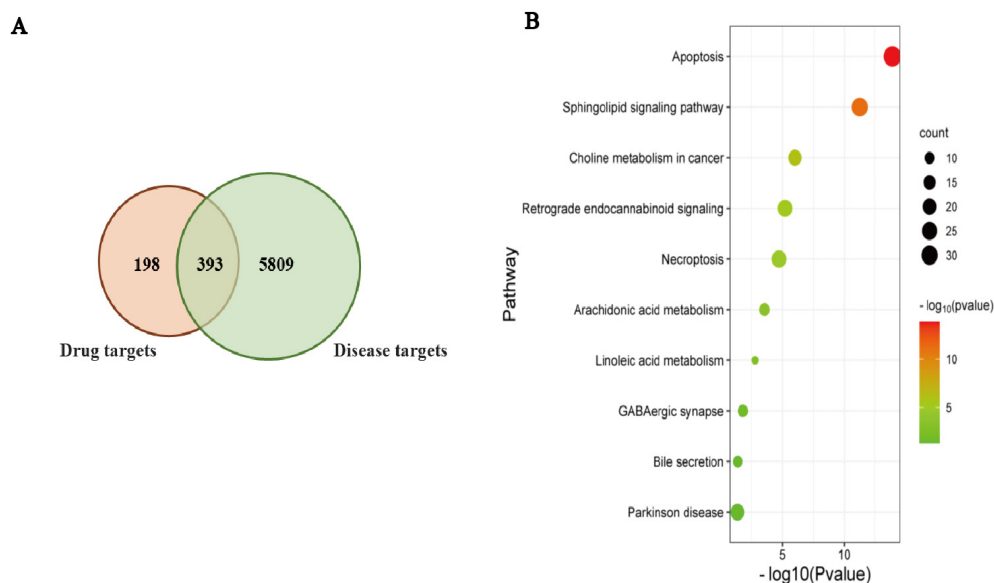 A
198
393
5809
Drug targets
Disease targets
B
Pathway
Apoptosis
Sphingolipid signaling pathway
Choline metabolism in cancer
Retrograde endocannabinoid signaling
Necroptosis
Arachidonic acid metabolism
Linoleic acid metabolism
GABAergic synapse
Bile secretion
Parkinson disease
5
10
- log10(Pvalue)
count
10
15
20
25
30
- log10(pvalue)
10
5